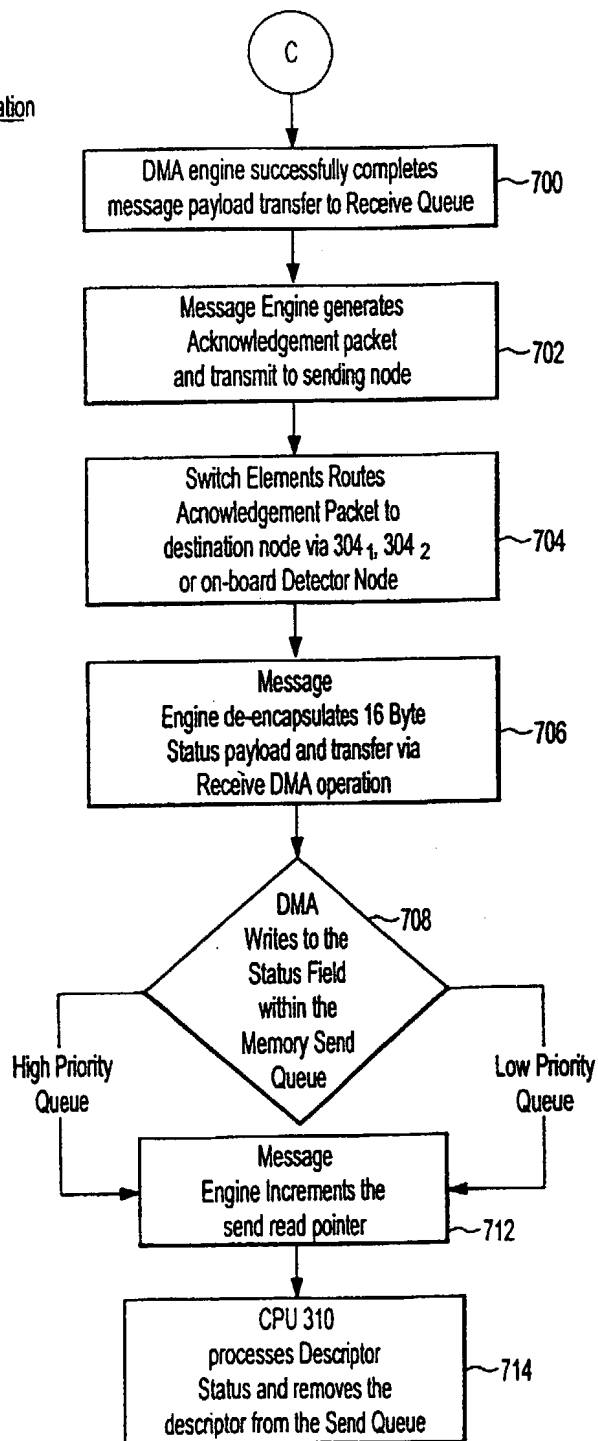 C
DMA engine successfully completes
message payload transfer to Receive Queue
700
Message Engine generates
Acknowledgement packet
and transmit to sending node
702
Switch Elements Routes
Acnowledgement Packet to
destination node via 304 1, 304 2
or on-board Detector Node
704
Message
Engine de-encapsulates 16 Byte
Status payload and transfer via
Receive DMA operation
706
DMA
Writes to the
Status Field
within the
Memory Send
Queue
708
High Priority
Queue
Low Priority
Queue
Message
Engine Increments the
send read pointer
712
CPU 310
processes Descriptor
Status and removes the
descriptor from the Send Queue
714